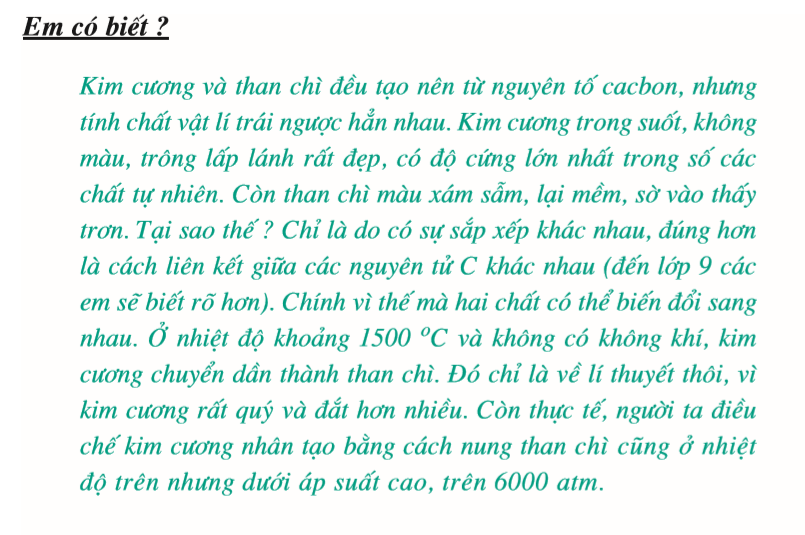 Em có biết ?
Kim cương và than chì đều tạo nên từ nguyên tố cacbon, nhưng
tính chất vật lí trái ngược hẳn nhau. Kim cương trong suốt, không
màu, trông lấp lánh rất đẹp, có độ cứng lớn nhất trong số các
chất tự nhiên. Còn than chì màu xám sẫm, lại mềm, sờ vào thấy
trơn. Tại sao thế ? Chỉ là do có sự sắp xếp khác nhau, đúng hơn
là cách liên kết giữa các nguyên tử C khác nhau (đến lớp 9 các
em sẽ biết rõ hơn). Chính vì thế mà hai chất có thể biến đổi sang
nhau. Ở nhiệt độ khoảng 1500 °C và không có không khí, kim
cương chuyển dần thành than chì. Đó chỉ là về lí thuyết thôi, vì
kim cương rất quý và đắt hơn nhiều. Còn thực tế, người ta điều
chế kim cương nhân tạo bằng cách nung than chì cũng ở nhiệt
độ trên nhưng dưới áp suất cao, trên 6000 atm.